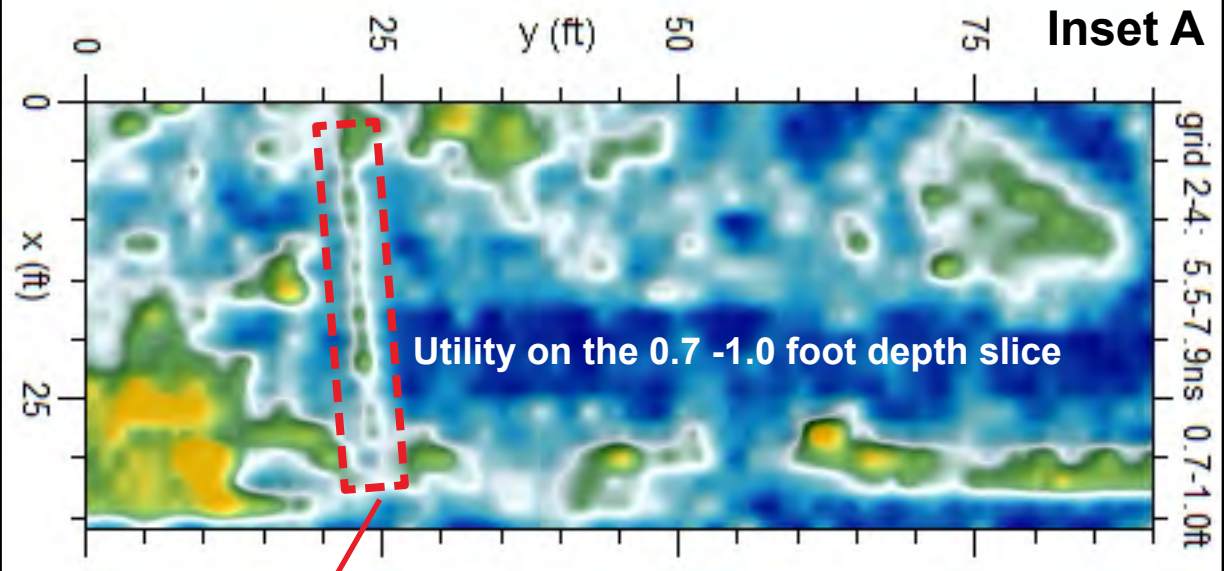 Inset A
y (ft)
0
25
50
75
0
25
x (ft)
grid 2-4: 5.5-7.9ns 0.7-1.0ft
Utility on the 0.7 -1.0 foot depth slice